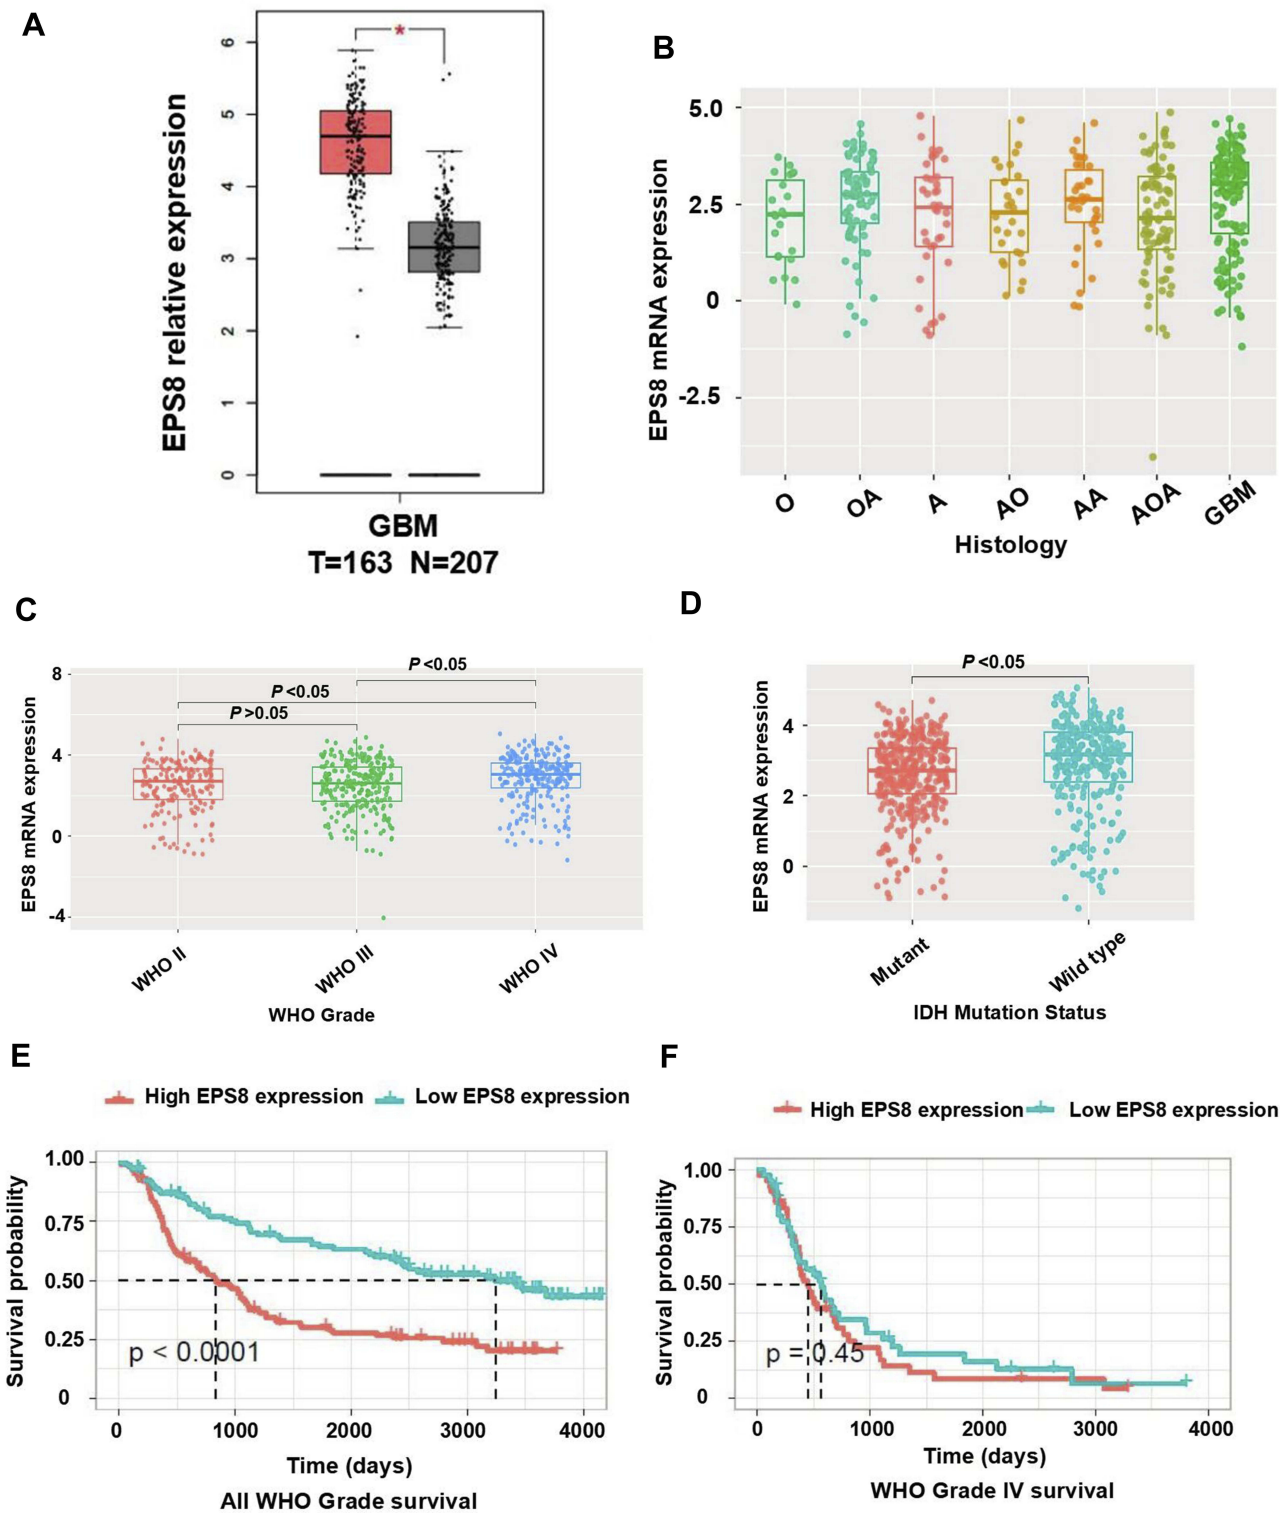 A
EPS8 relative expression
6
5
4
3
2
1
0
*
GBM
T=163 N=207
B
EPS8 mRNA expression
5.0
2.5
0
-2.5
O
OA
A
AO
AA
AOA
GBM
Histology
C
EPS8 mRNA expression
8
4
0
-4
P <0.05
P <0.05
P >0.05
WHO II
WHO III
WHO IV
WHO Grade
D
EPS8 mRNA expression
4
2
0
P <0.05
Mutant
Wild type
IDH Mutation Status
E
High EPS8 expression
Low EPS8 expression
Survival probability
1.00
0.75
0.50
0.25
0
p < 0.0001
0
1000
2000
3000
4000
Time (days)
All WHO Grade survival
F
High EPS8 expression
Low EPS8 expression
Survival probability
1.00
0.75
0.50
0.25
0
p = 0.45
0
1000
2000
3000
4000
Time (days)
WHO Grade IV survival